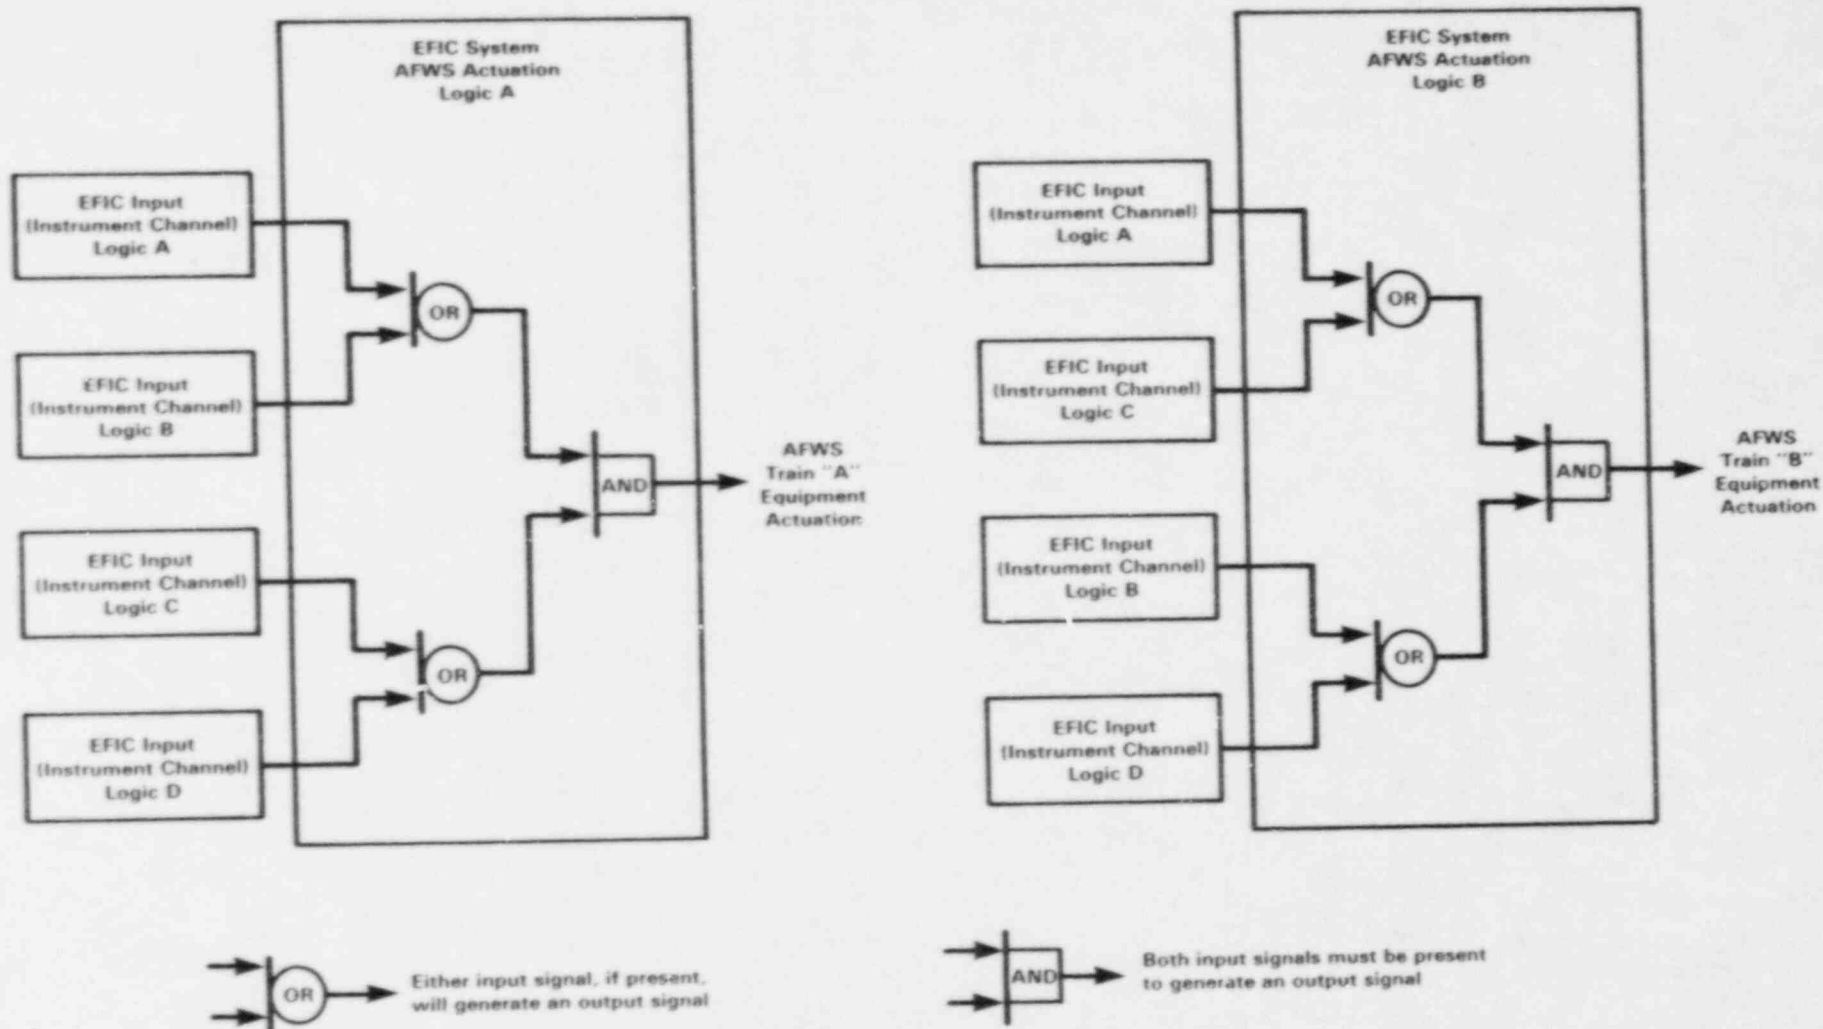 EFIC System
AFWS Actuation
Logic A
EFIC Input
(Instrument Channel)
Logic A
EFIC Input
(Instrument Channel)
Logic B
EFIC Input
(Instrument Channel)
Logic C
EFIC Input
(Instrument Channel)
Logic D
OR
OR
AND
AFWS
Train "A"
Equipment
Actuation
EFIC System
AFWS Actuation
Logic B
EFIC Input
(Instrument Channel)
Logic A
EFIC Input
(Instrument Channel)
Logic C
EFIC Input
(Instrument Channel)
Logic B
EFIC Input
(Instrument Channel)
Logic D
OR
OR
AND
AFWS
Train "B"
Equipment
Actuation
OR
Either input signal, if present,
will generate an output signal
AND
Both input signals must be present
to generate an output signal